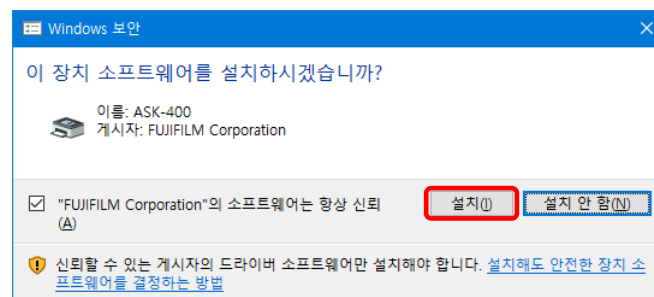 Windows 보안
이 장치 소프트웨어를 설치하시겠습니까?
이름: ASK-400
게시자: FUJIFILM Corporation
"FUJIFILM Corporation"의 소프트웨어는 항상 신뢰
(A)
설치(I)
설치 안 함(N)
신뢰할 수 있는 게시자의 드라이버 소프트웨어만 설치해야 합니다. 설치해도 안전한 장치 소
프트웨어를 결정하는 방법